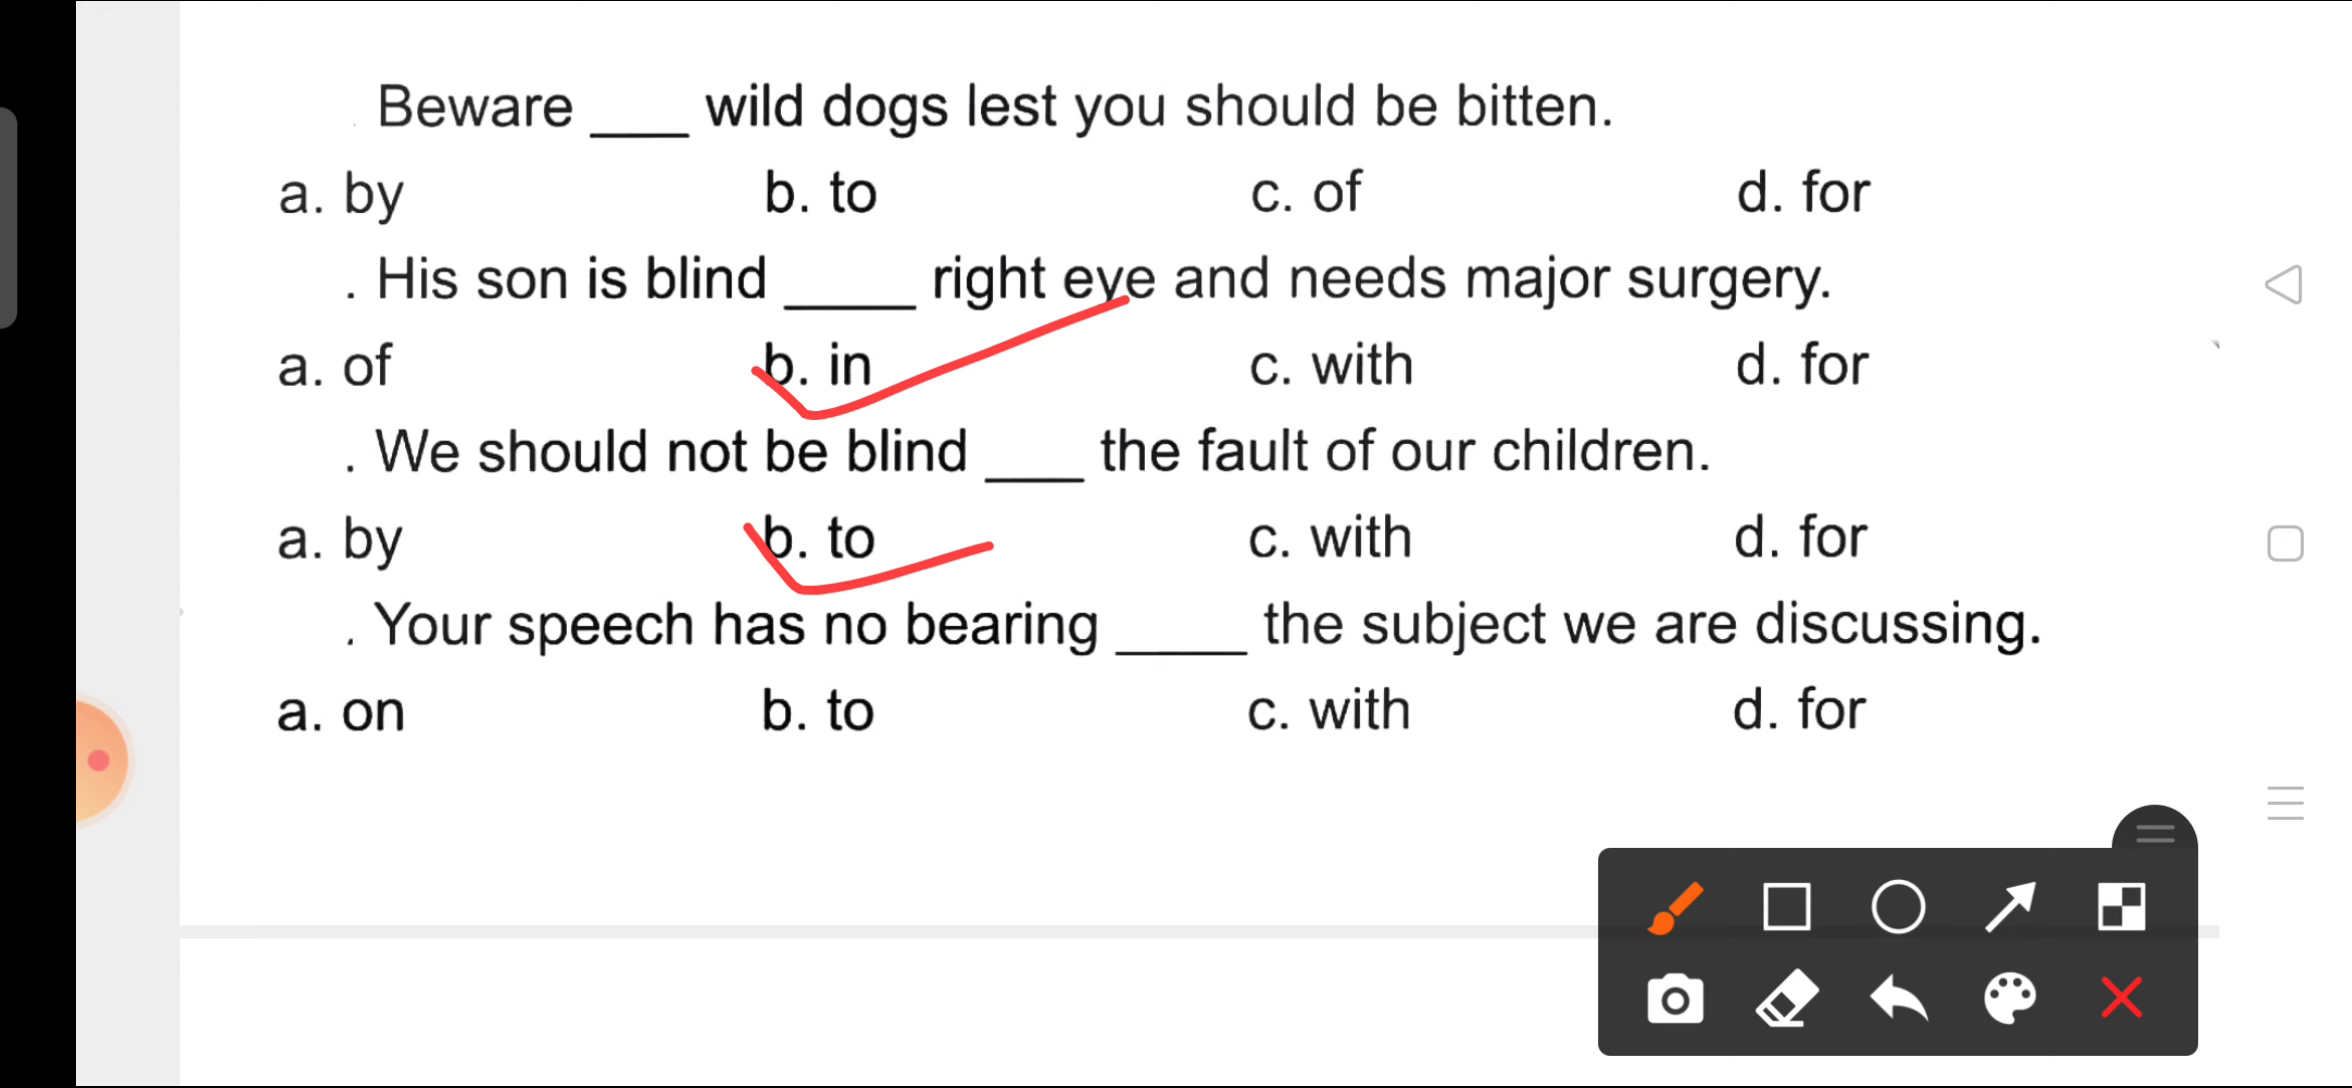 Beware ___ wild dogs lest you should be bitten.
a. by b. to c. of d. for
. His son is blind ____ right eye and needs major surgery.
a. of b. in c. with d. for
. We should not be blind ___ the fault of our children.
a. by b. to c. with d. for
. Your speech has no bearing ____ the subject we are discussing.
a. on b. to c. with d. for